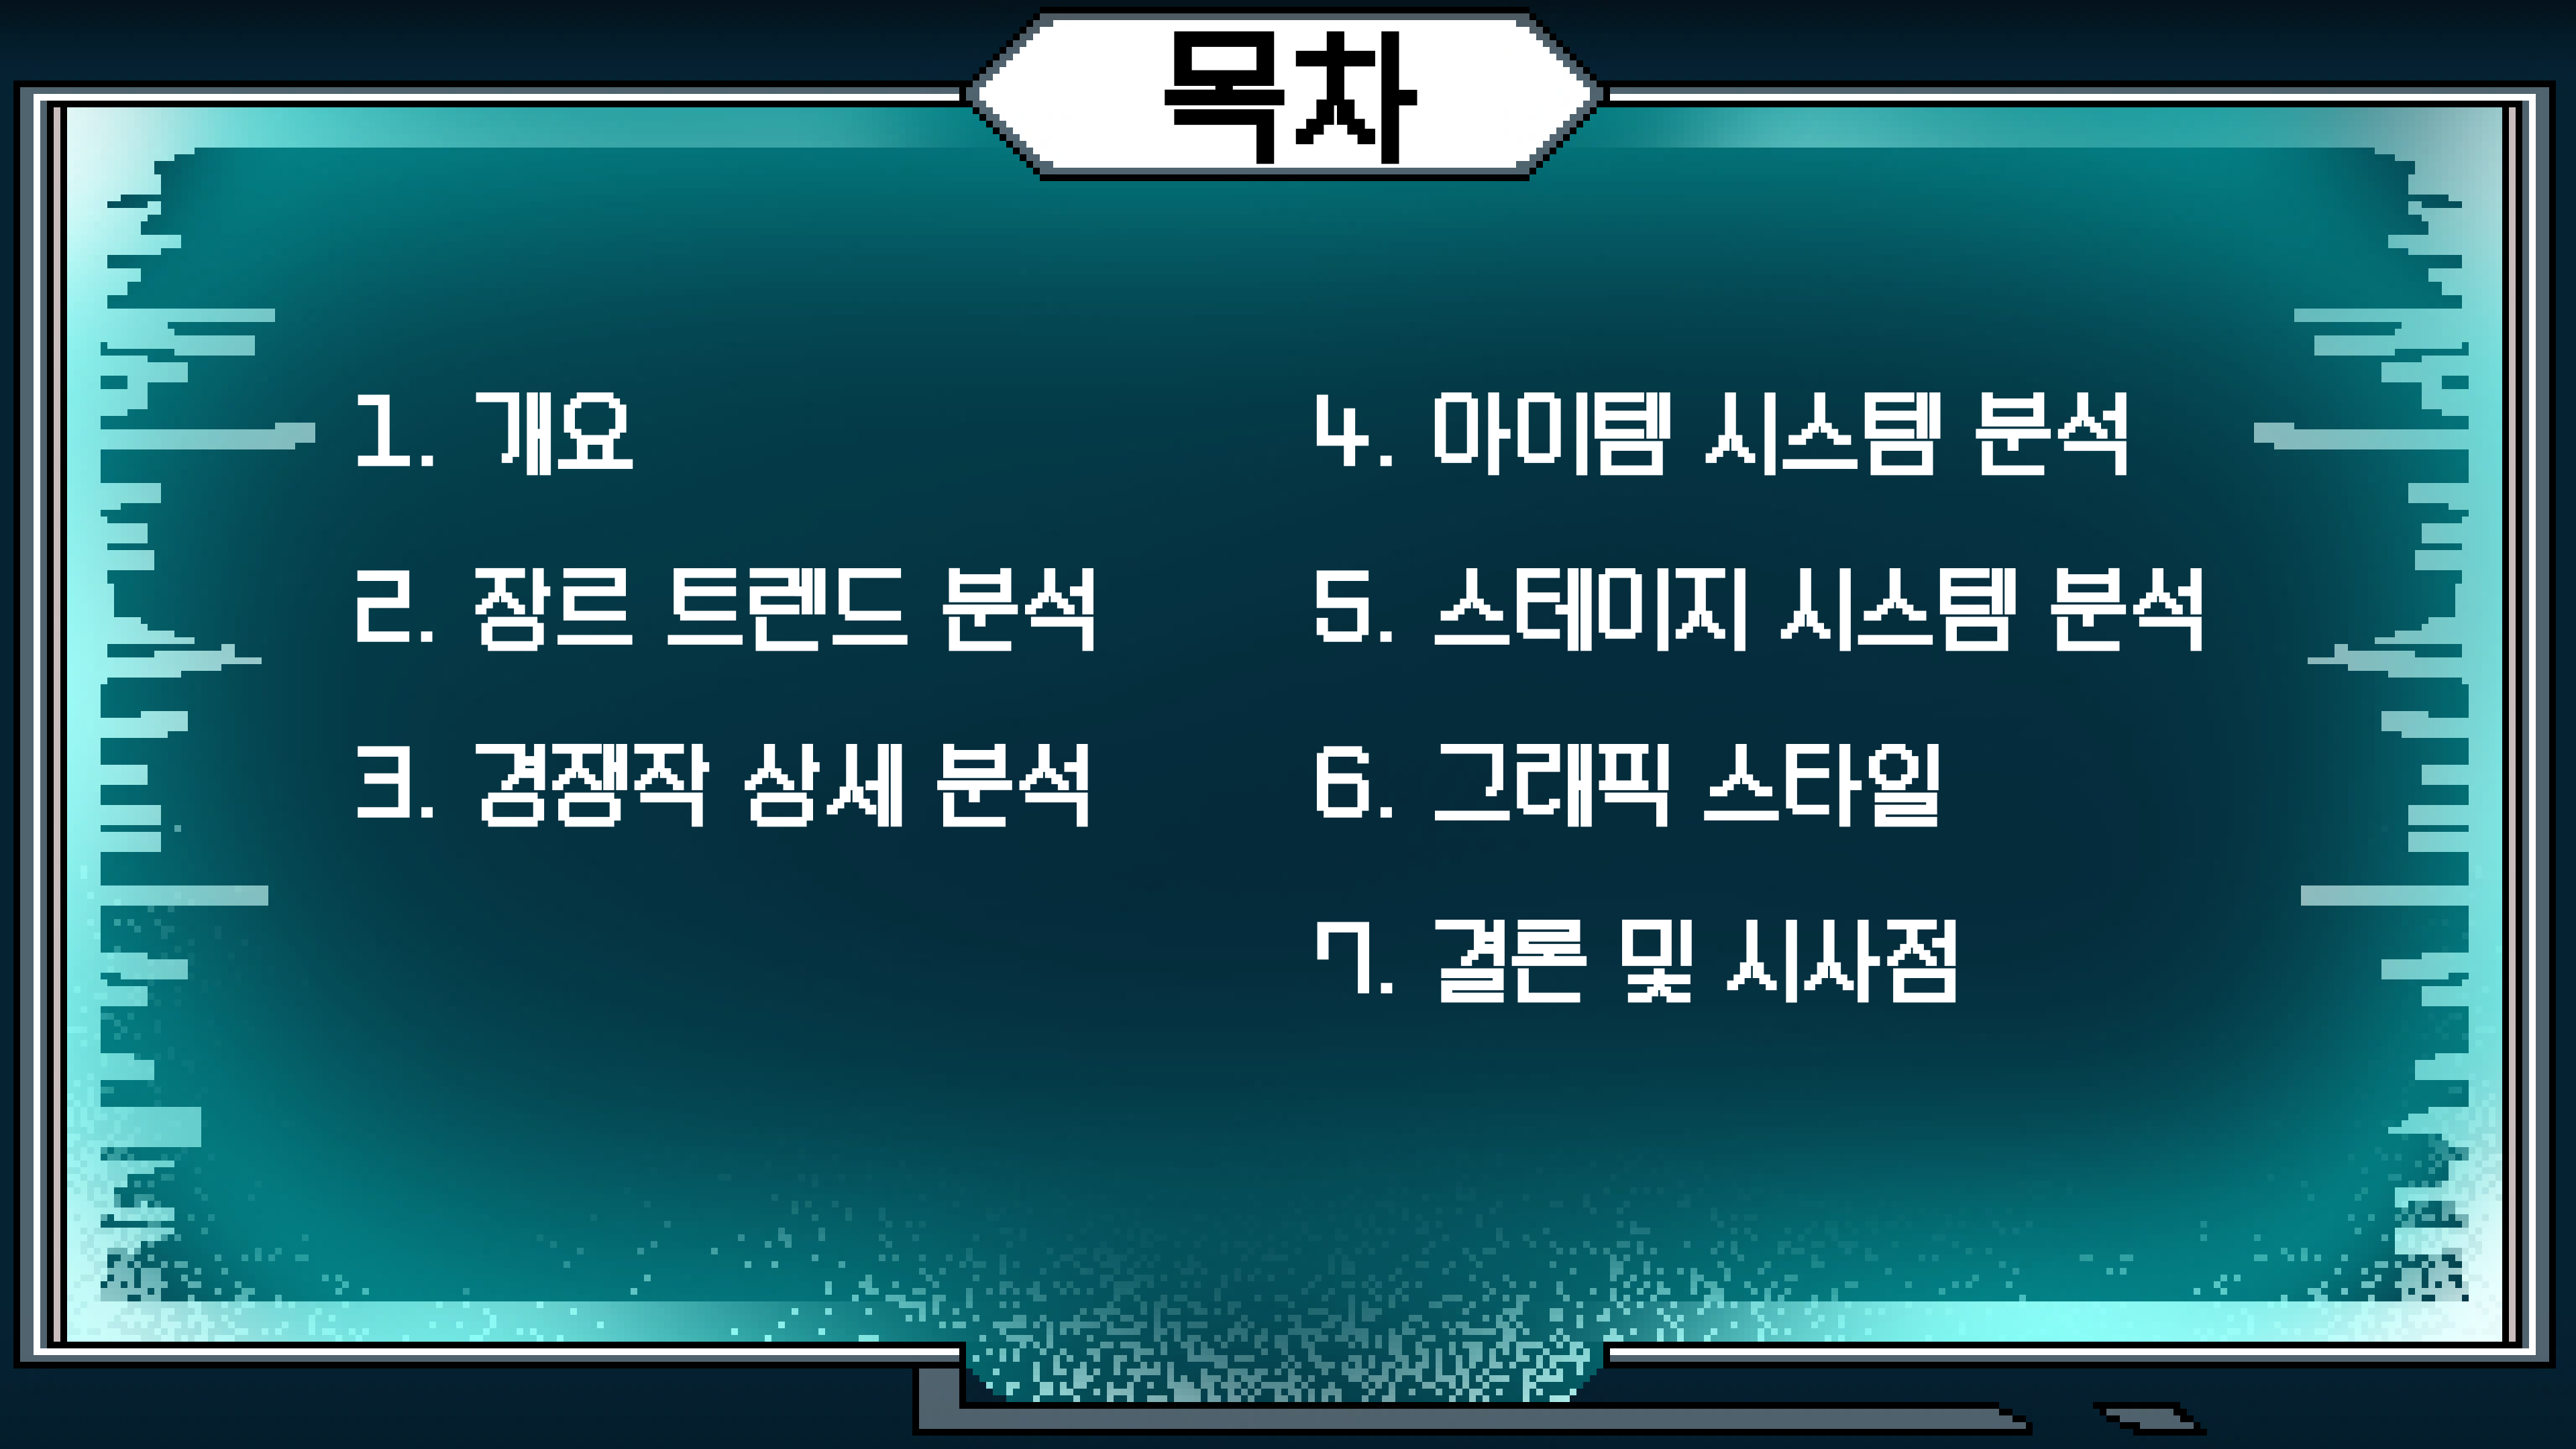 목차
1. 개요
2. 장르 트렌드 분석
3. 경쟁작 상세 분석
4. 아이템 시스템 분석
5. 스테이지 시스템 분석
6. 그래픽 스타일
7. 결론 및 시사점